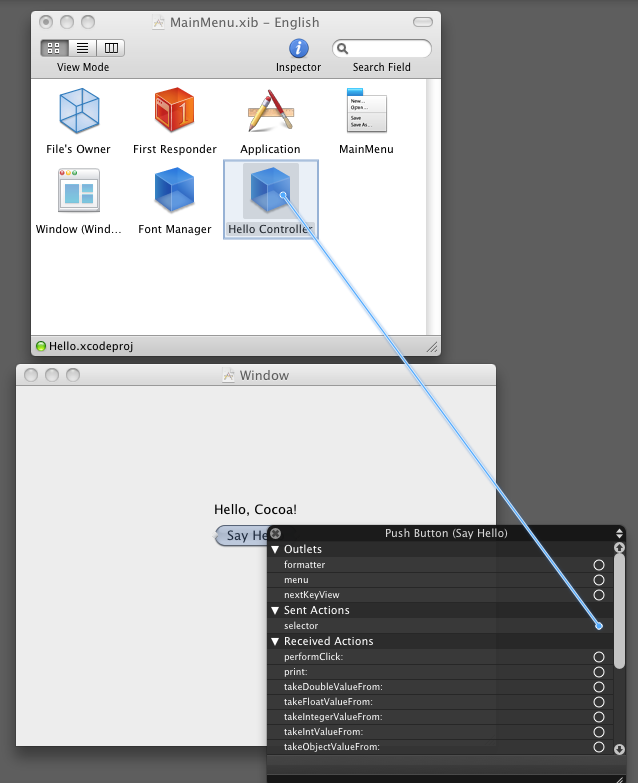 MainMenu.xib – English
View Mode
Inspector
Search Field
File's Owner
First Responder
Application
New...
Open...
Save
Save As...
MainMenu
Window (Wind...
Font Manager
Hello Controller
Hello.xcodeproj
Window
Hello, Cocoa!
Say He
Push Button (Say Hello)
Outlets
formatter
menu
nextKeyView
Sent Actions
selector
Received Actions
performClick:
print:
takeDoubleValueFrom:
takeFloatValueFrom:
takeIntegerValueFrom:
takeIntValueFrom:
takeObjectValueFrom: